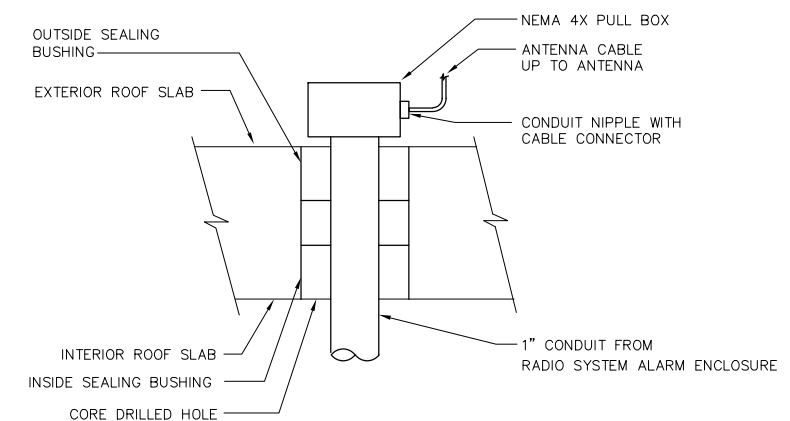 NEMA 4X PULL BOX
OUTSIDE SEALING
BUSHING
ANTENNA CABLE
UP TO ANTENNA
EXTERIOR ROOF SLAB
CONDUIT NIPPLE WITH
CABLE CONNECTOR
INTERIOR ROOF SLAB
1" CONDUIT FROM
RADIO SYSTEM ALARM ENCLOSURE
INSIDE SEALING BUSHING
CORE DRILLED HOLE